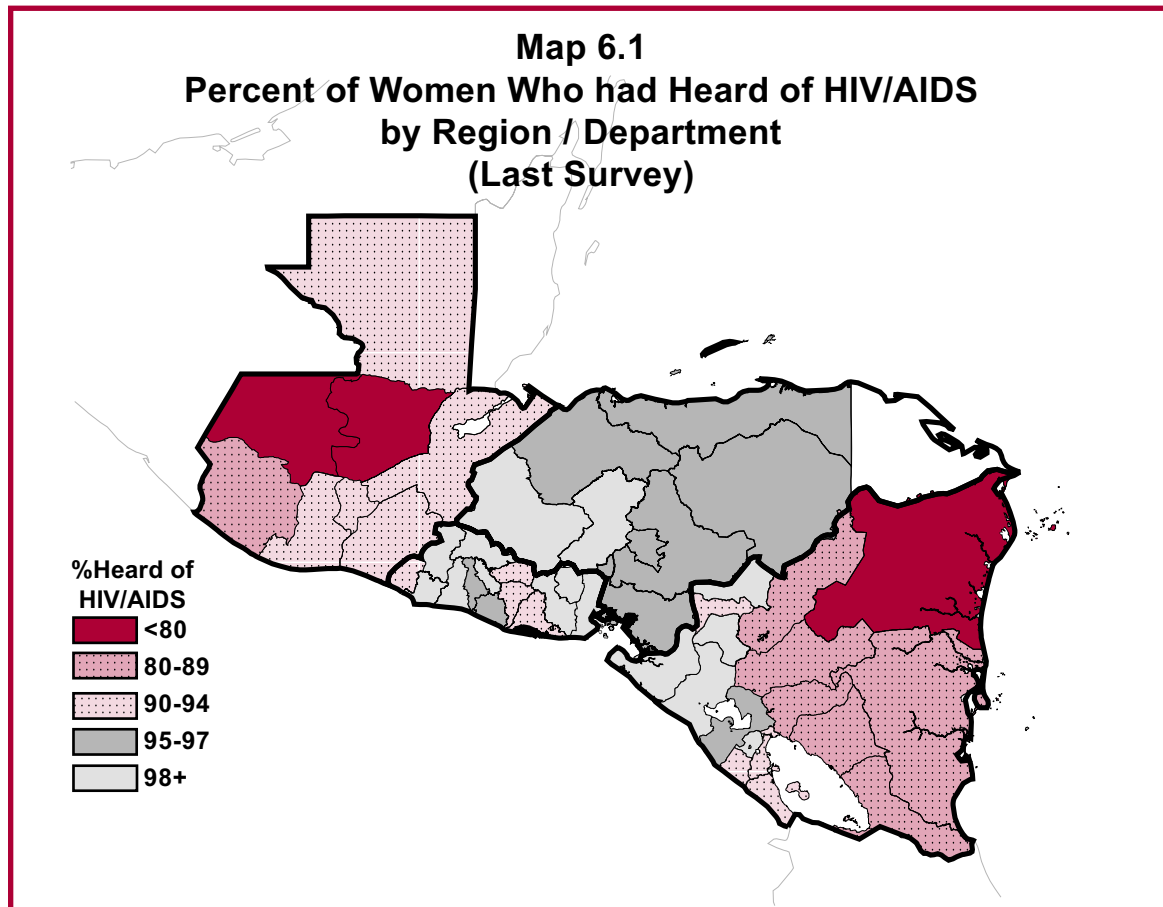 Map 6.1
Percent of Women Who had Heard of HIV/AIDS
by Region / Department
(Last Survey)
%Heard of
HIV/AIDS
<80
80-89
90-94
95-97
98+